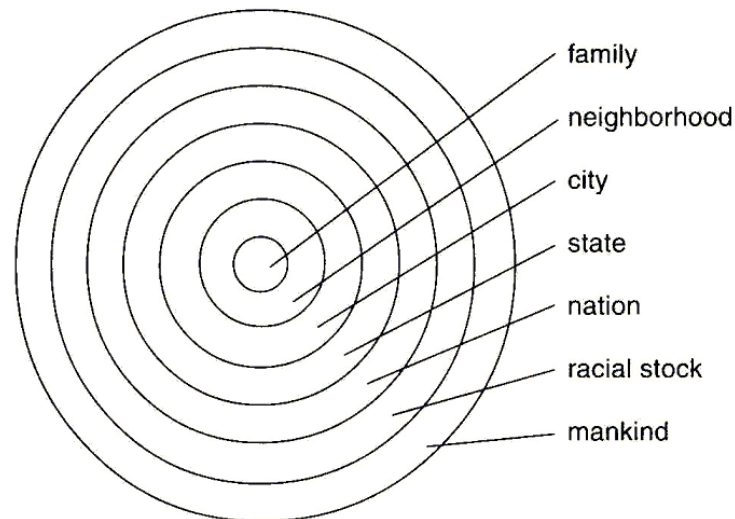 family
neighborhood
city
state
nation
racial stock
mankind